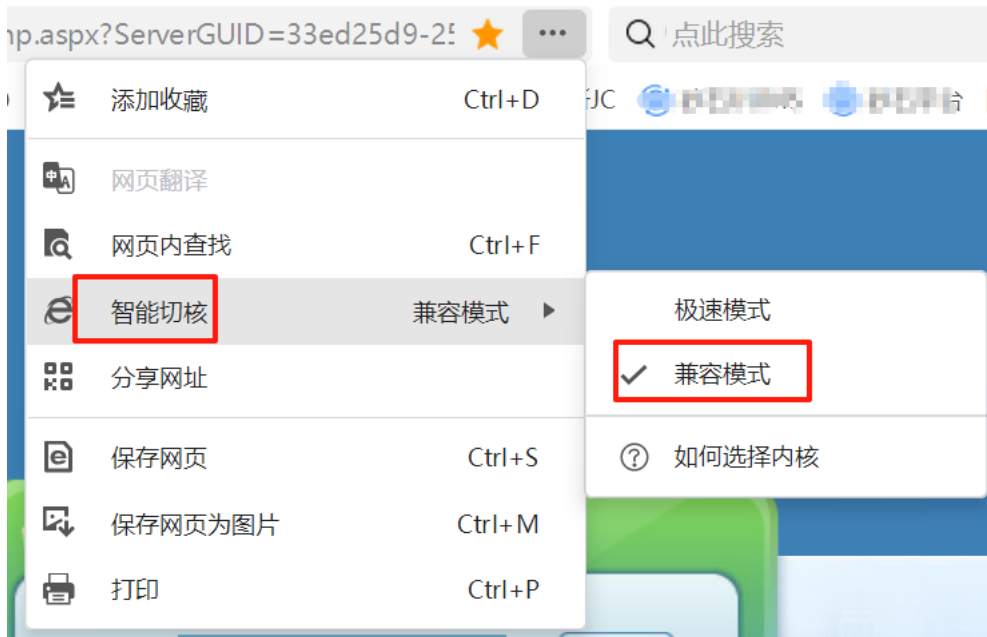 np.aspx?ServerGUID=33ed25d9-25 点此搜索
添加收藏 Ctrl+D
JC
台
网页翻译
网页内查找 Ctrl+F
智能切核 兼容模式
极速模式
兼容模式
如何选择内核
分享网址
保存网页 Ctrl+S
保存网页为图片 Ctrl+M
打印 Ctrl+P